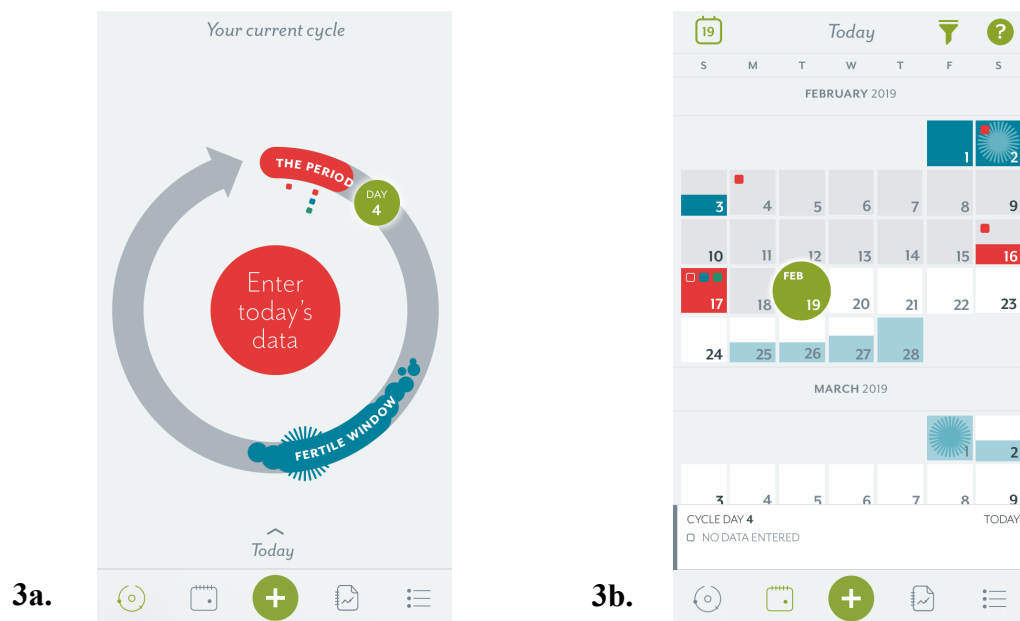 Your current cycle
THE PERIOD
DAY
4
Enter
today's
data
FERTILE WINDOW
Today
3a.
19 Today ?
S M T W T F S
FEBRUARY 2019
1 2
3 4 5 6 7 8 9
10 11 12 13 14 15 16
17 18 FEB 19 20 21 22 23
24 25 26 27 28
MARCH 2019
1 2
3 4 5 6 7 8 9
CYCLE DAY 4 TODAY
NO DATA ENTERED
3b.